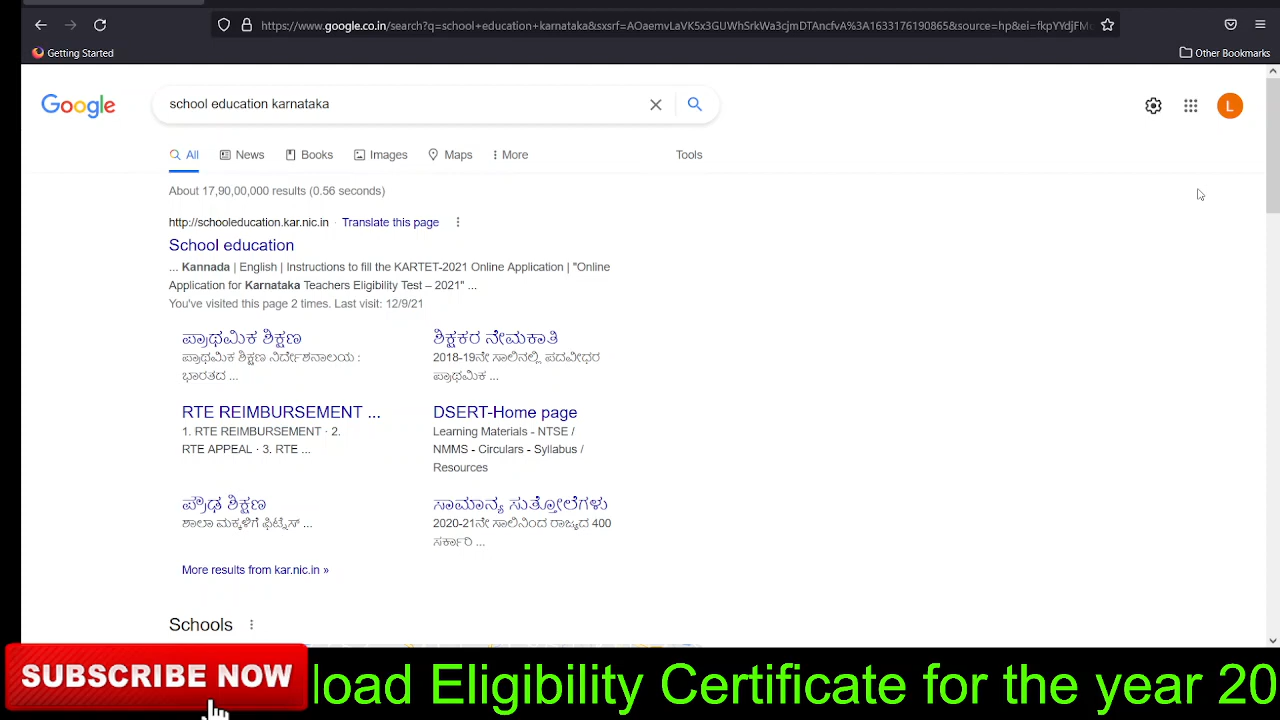 https://www.google.co.in/search?q=school+education+karnataka&sxsrf=AOaemvLaVK5x3GUWhSrkWa3cjmDTAncfvA%3A1633176190865&source=hp&ei=fkpYYdjFM
Getting Started
Other Bookmarks
Google
school education karnataka
L
All
News
Books
Images
Maps
More
Tools
About 17,90,00,000 results (0.56 seconds)
http://schooleducation.kar.nic.in · Translate this page
School education
... Kannada | English | Instructions to fill the KARTET-2021 Online Application | "Online
Application for Karnataka Teachers Eligibility Test – 2021" ...
You've visited this page 2 times. Last visit: 12/9/21
ಪ್ರಾಥಮಿಕ ಶಿಕ್ಷಣ
ಪ್ರಾಥಮಿಕ ಶಿಕ್ಷಣ ನಿರ್ದೇಶನಾಲಯ :
ಭಾರತದ ...
ಶಿಕ್ಷಕರ ನೇಮಕಾತಿ
2018-19ನೇ ಸಾಲಿನಲ್ಲಿ ಪದವೀಧರ
ಪ್ರಾಥಮಿಕ ...
RTE REIMBURSEMENT ...
1. RTE REIMBURSEMENT · 2.
RTE APPEAL · 3. RTE ...
DSERT-Home page
Learning Materials - NTSE /
NMMS - Circulars - Syllabus /
Resources
ಪ್ರೌಢ ಶಿಕ್ಷಣ
ಶಾಲಾ ಮಕ್ಕಳಿಗೆ ಫಿಟ್ನೆಸ್ ...
ಸಾಮಾನ್ಯ ಸುತ್ತೋಲೆಗಳು
2020-21ನೇ ಸಾಲಿನಿಂದ ರಾಜ್ಯದ 400
ಸರ್ಕಾರಿ ...
More results from kar.nic.in »
Schools
SUBSCRIBE NOW
load Eligibility Certificate for the year 20